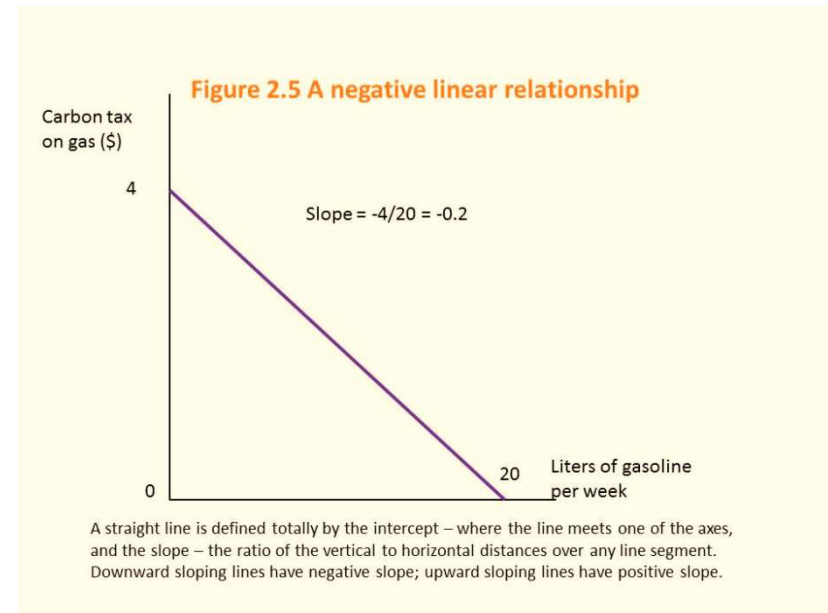 Figure 2.5 A negative linear relationship
Carbon tax
on gas ($)
4
Slope = -4/20 = -0.2
20
Liters of gasoline
per week
0
A straight line is defined totally by the intercept – where the line meets one of the axes,
and the slope – the ratio of the vertical to horizontal distances over any line segment.
Downward sloping lines have negative slope; upward sloping lines have positive slope.